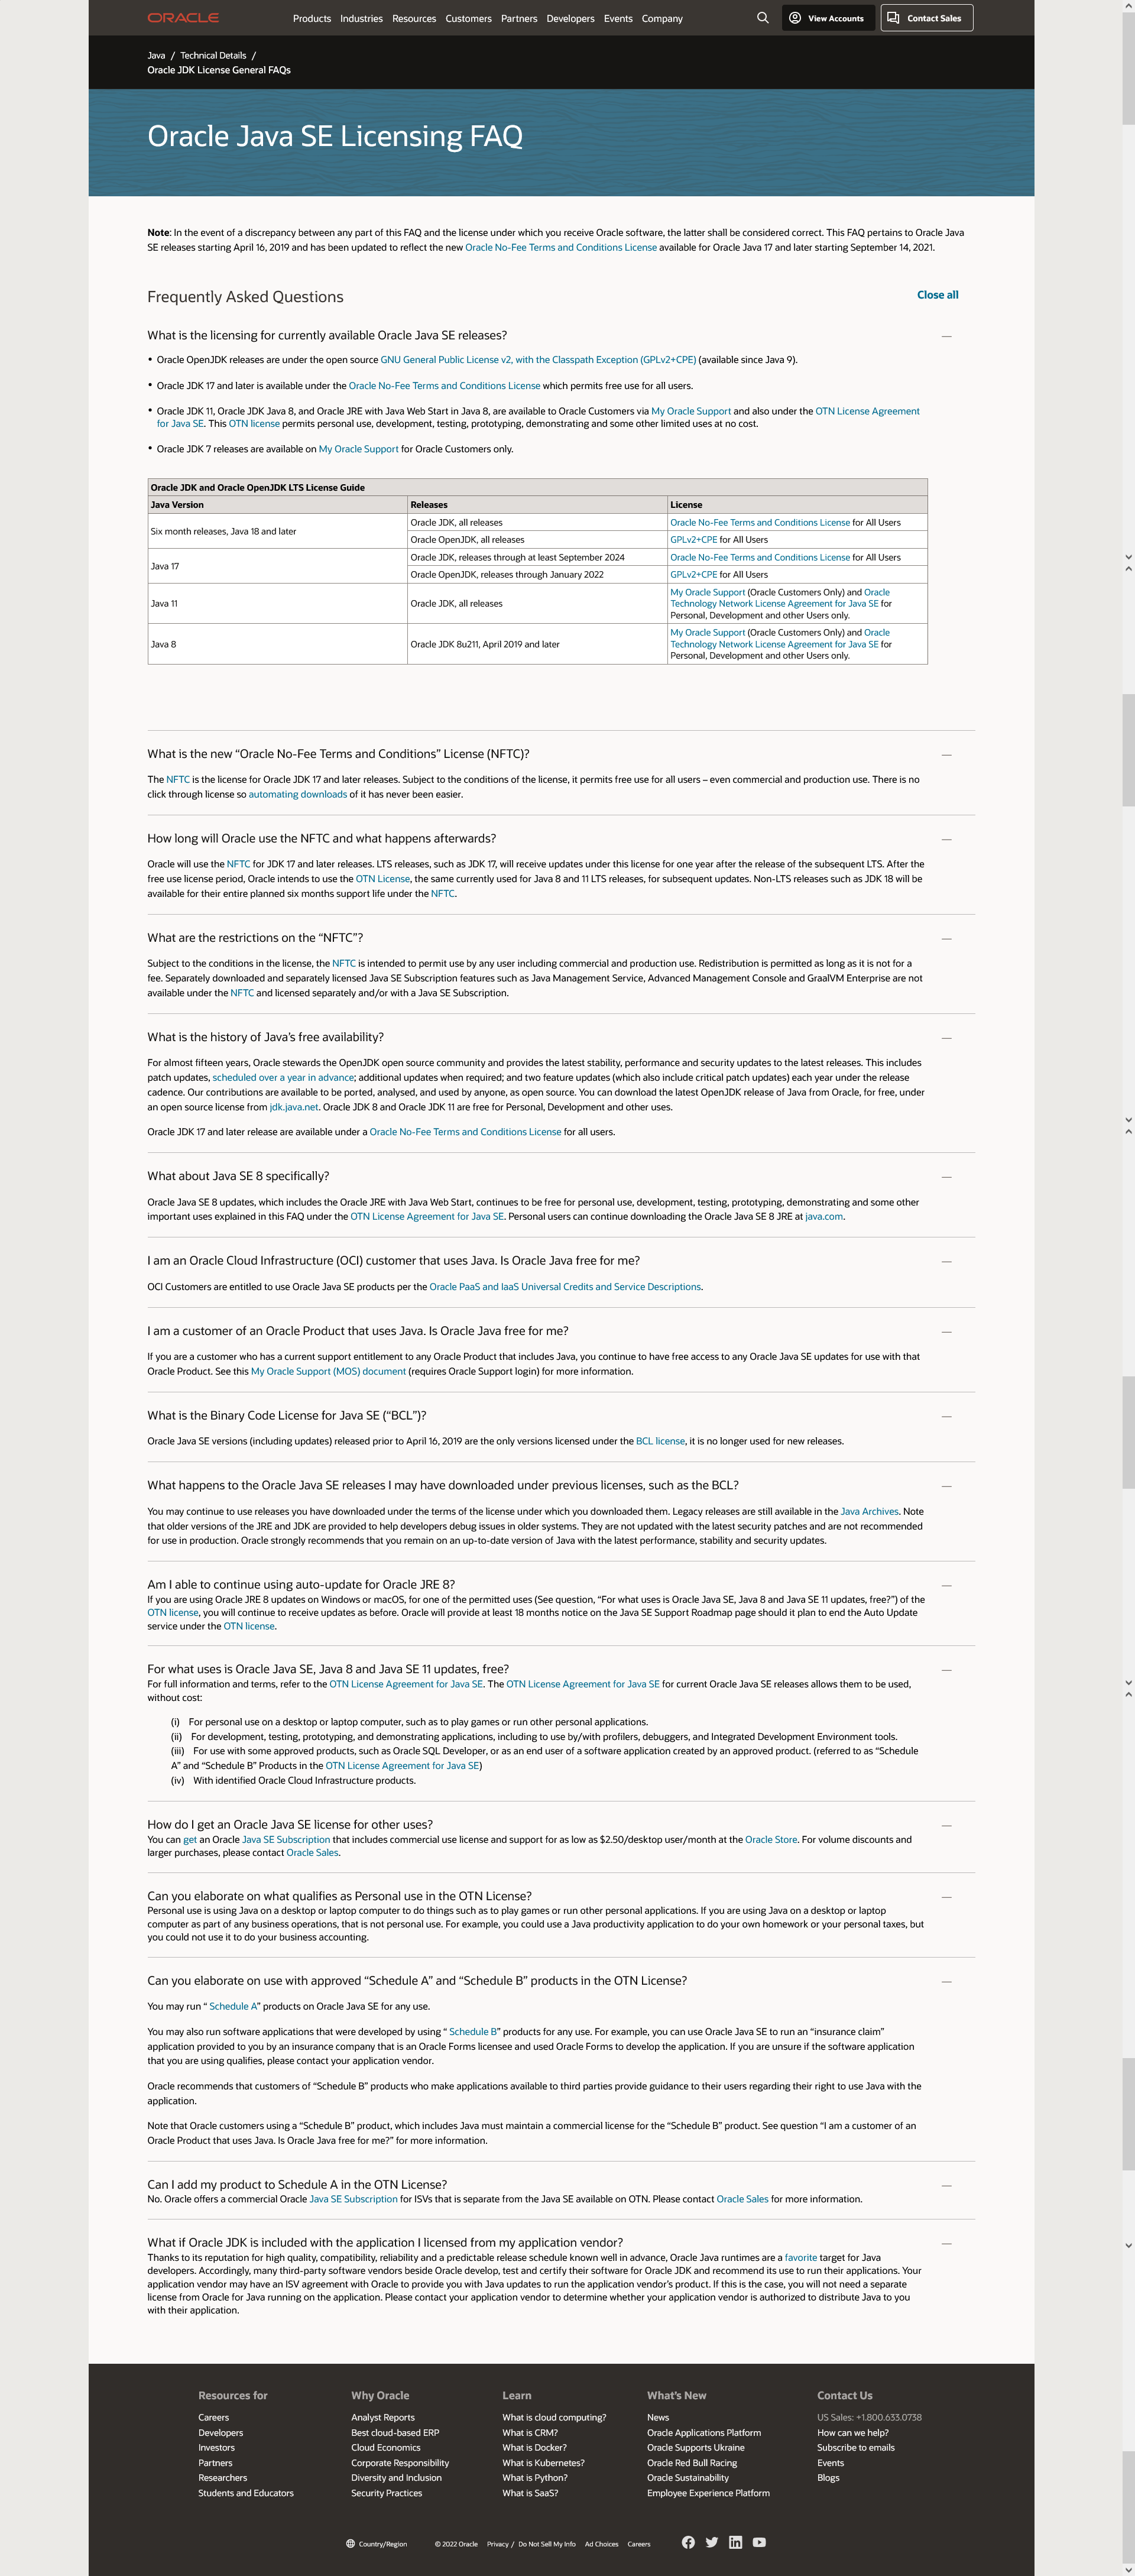 ORACLE
Products Industries Resources Customers Partners Developers Events Company
View Accounts
Contact Sales
Java / Technical Details /
Oracle JDK License General FAQs
Oracle Java SE Licensing FAQ
Note: In the event of a discrepancy between any part of this FAQ and the license under which you receive Oracle software, the latter shall be considered correct. This FAQ pertains to Oracle Java
SE releases starting April 16, 2019 and has been updated to reflect the new Oracle No-Fee Terms and Conditions License available for Oracle Java 17 and later starting September 14, 2021.
Frequently Asked Questions
Close all
What is the licensing for currently available Oracle Java SE releases?
• Oracle OpenJDK releases are under the open source GNU General Public License v2, with the Classpath Exception (GPLv2+CPE) (available since Java 9).
• Oracle JDK 17 and later is available under the Oracle No-Fee Terms and Conditions License which permits free use for all users.
• Oracle JDK 11, Oracle JDK Java 8, and Oracle JRE with Java Web Start in Java 8, are available to Oracle Customers via My Oracle Support and also under the OTN License Agreement
for Java SE. This OTN license permits personal use, development, testing, prototyping, demonstrating and some other limited uses at no cost.
• Oracle JDK 7 releases are available on My Oracle Support for Oracle Customers only.
Oracle JDK and Oracle OpenJDK LTS License Guide
Java Version Releases License
Six month releases, Java 18 and later
Oracle JDK, all releases Oracle No-Fee Terms and Conditions License for All Users
Oracle OpenJDK, all releases GPLv2+CPE for All Users
Java 17
Oracle JDK, releases through at least September 2024 Oracle No-Fee Terms and Conditions License for All Users
Oracle OpenJDK, releases through January 2022 GPLv2+CPE for All Users
Java 11
Oracle JDK, all releases
My Oracle Support (Oracle Customers Only) and Oracle
Technology Network License Agreement for Java SE for
Personal, Development and other Users only.
Java 8
Oracle JDK 8u211, April 2019 and later
My Oracle Support (Oracle Customers Only) and Oracle
Technology Network License Agreement for Java SE for
Personal, Development and other Users only.
What is the new “Oracle No-Fee Terms and Conditions” License (NFTC)?
The NFTC is the license for Oracle JDK 17 and later releases. Subject to the conditions of the license, it permits free use for all users – even commercial and production use. There is no
click through license so automating downloads of it has never been easier.
How long will Oracle use the NFTC and what happens afterwards?
Oracle will use the NFTC for JDK 17 and later releases. LTS releases, such as JDK 17, will receive updates under this license for one year after the release of the subsequent LTS. After the
free use license period, Oracle intends to use the OTN License, the same currently used for Java 8 and 11 LTS releases, for subsequent updates. Non-LTS releases such as JDK 18 will be
available for their entire planned six months support life under the NFTC.
What are the restrictions on the “NFTC”?
Subject to the conditions in the license, the NFTC is intended to permit use by any user including commercial and production use. Redistribution is permitted as long as it is not for a
fee. Separately downloaded and separately licensed Java SE Subscription features such as Java Management Service, Advanced Management Console and GraalVM Enterprise are not
available under the NFTC and licensed separately and/or with a Java SE Subscription.
What is the history of Java’s free availability?
For almost fifteen years, Oracle stewards the OpenJDK open source community and provides the latest stability, performance and security updates to the latest releases. This includes
patch updates, scheduled over a year in advance; additional updates when required; and two feature updates (which also include critical patch updates) each year under the release
cadence. Our contributions are available to be ported, analysed, and used by anyone, as open source. You can download the latest OpenJDK release of Java from Oracle, for free, under
an open source license from jdk.java.net. Oracle JDK 8 and Oracle JDK 11 are free for Personal, Development and other uses.
Oracle JDK 17 and later release are available under a Oracle No-Fee Terms and Conditions License for all users.
What about Java SE 8 specifically?
Oracle Java SE 8 updates, which includes the Oracle JRE with Java Web Start, continues to be free for personal use, development, testing, prototyping, demonstrating and some other
important uses explained in this FAQ under the OTN License Agreement for Java SE. Personal users can continue downloading the Oracle Java SE 8 JRE at java.com.
I am an Oracle Cloud Infrastructure (OCI) customer that uses Java. Is Oracle Java free for me?
OCI Customers are entitled to use Oracle Java SE products per the Oracle PaaS and IaaS Universal Credits and Service Descriptions.
I am a customer of an Oracle Product that uses Java. Is Oracle Java free for me?
If you are a customer who has a current support entitlement to any Oracle Product that includes Java, you continue to have free access to any Oracle Java SE updates for use with that
Oracle Product. See this My Oracle Support (MOS) document (requires Oracle Support login) for more information.
What is the Binary Code License for Java SE (“BCL”)?
Oracle Java SE versions (including updates) released prior to April 16, 2019 are the only versions licensed under the BCL license, it is no longer used for new releases.
What happens to the Oracle Java SE releases I may have downloaded under previous licenses, such as the BCL?
You may continue to use releases you have downloaded under the terms of the license under which you downloaded them. Legacy releases are still available in the Java Archives. Note
that older versions of the JRE and JDK are provided to help developers debug issues in older systems. They are not updated with the latest security patches and are not recommended
for use in production. Oracle strongly recommends that you remain on an up-to-date version of Java with the latest performance, stability and security updates.
Am I able to continue using auto-update for Oracle JRE 8?
If you are using Oracle JRE 8 updates on Windows or macOS, for one of the permitted uses (See question, “For what uses is Oracle Java SE, Java 8 and Java SE 11 updates, free?”) of the
OTN license, you will continue to receive updates as before. Oracle will provide at least 18 months notice on the Java SE Support Roadmap page should it plan to end the Auto Update
service under the OTN license.
For what uses is Oracle Java SE, Java 8 and Java SE 11 updates, free?
For full information and terms, refer to the OTN License Agreement for Java SE. The OTN License Agreement for Java SE for current Oracle Java SE releases allows them to be used,
without cost:
(i) For personal use on a desktop or laptop computer, such as to play games or run other personal applications.
(ii) For development, testing, prototyping, and demonstrating applications, including to use by/with profilers, debuggers, and Integrated Development Environment tools.
(iii) For use with some approved products, such as Oracle SQL Developer, or as an end user of a software application created by an approved product. (referred to as “Schedule
A” and “Schedule B” Products in the OTN License Agreement for Java SE)
(iv) With identified Oracle Cloud Infrastructure products.
How do I get an Oracle Java SE license for other uses?
You can get an Oracle Java SE Subscription that includes commercial use license and support for as low as $2.50/desktop user/month at the Oracle Store. For volume discounts and
larger purchases, please contact Oracle Sales.
Can you elaborate on what qualifies as Personal use in the OTN License?
Personal use is using Java on a desktop or laptop computer to do things such as to play games or run other personal applications. If you are using Java on a desktop or laptop
computer as part of any business operations, that is not personal use. For example, you could use a Java productivity application to do your own homework or your personal taxes, but
you could not use it to do your business accounting.
Can you elaborate on use with approved “Schedule A” and “Schedule B” products in the OTN License?
You may run “ Schedule A” products on Oracle Java SE for any use.
You may also run software applications that were developed by using “ Schedule B” products for any use. For example, you can use Oracle Java SE to run an “insurance claim”
application provided to you by an insurance company that is an Oracle Forms licensee and used Oracle Forms to develop the application. If you are unsure if the software application
that you are using qualifies, please contact your application vendor.
Oracle recommends that customers of “Schedule B” products who make applications available to third parties provide guidance to their users regarding their right to use Java with the
application.
Note that Oracle customers using a “Schedule B” product, which includes Java must maintain a commercial license for the “Schedule B” product. See question “I am a customer of an
Oracle Product that uses Java. Is Oracle Java free for me?” for more information.
Can I add my product to Schedule A in the OTN License?
No. Oracle offers a commercial Oracle Java SE Subscription for ISVs that is separate from the Java SE available on OTN. Please contact Oracle Sales for more information.
What if Oracle JDK is included with the application I licensed from my application vendor?
Thanks to its reputation for high quality, compatibility, reliability and a predictable release schedule known well in advance, Oracle Java runtimes are a favorite target for Java
developers. Accordingly, many third-party software vendors beside Oracle develop, test and certify their software for Oracle JDK and recommend its use to run their applications. Your
application vendor may have an ISV agreement with Oracle to provide you with Java updates to run the application vendor’s product. If this is the case, you will not need a separate
license from Oracle for Java running on the application. Please contact your application vendor to determine whether your application vendor is authorized to distribute Java to you
with their application.
Resources for
Careers
Developers
Investors
Partners
Researchers
Students and Educators
Why Oracle
Analyst Reports
Best cloud-based ERP
Cloud Economics
Corporate Responsibility
Diversity and Inclusion
Security Practices
Learn
What is cloud computing?
What is CRM?
What is Docker?
What is Kubernetes?
What is Python?
What is SaaS?
What’s New
News
Oracle Applications Platform
Oracle Supports Ukraine
Oracle Red Bull Racing
Oracle Sustainability
Employee Experience Platform
Contact Us
US Sales: +1.800.633.0738
How can we help?
Subscribe to emails
Events
Blogs
Country/Region © 2022 Oracle Privacy / Do Not Sell My Info Ad Choices Careers